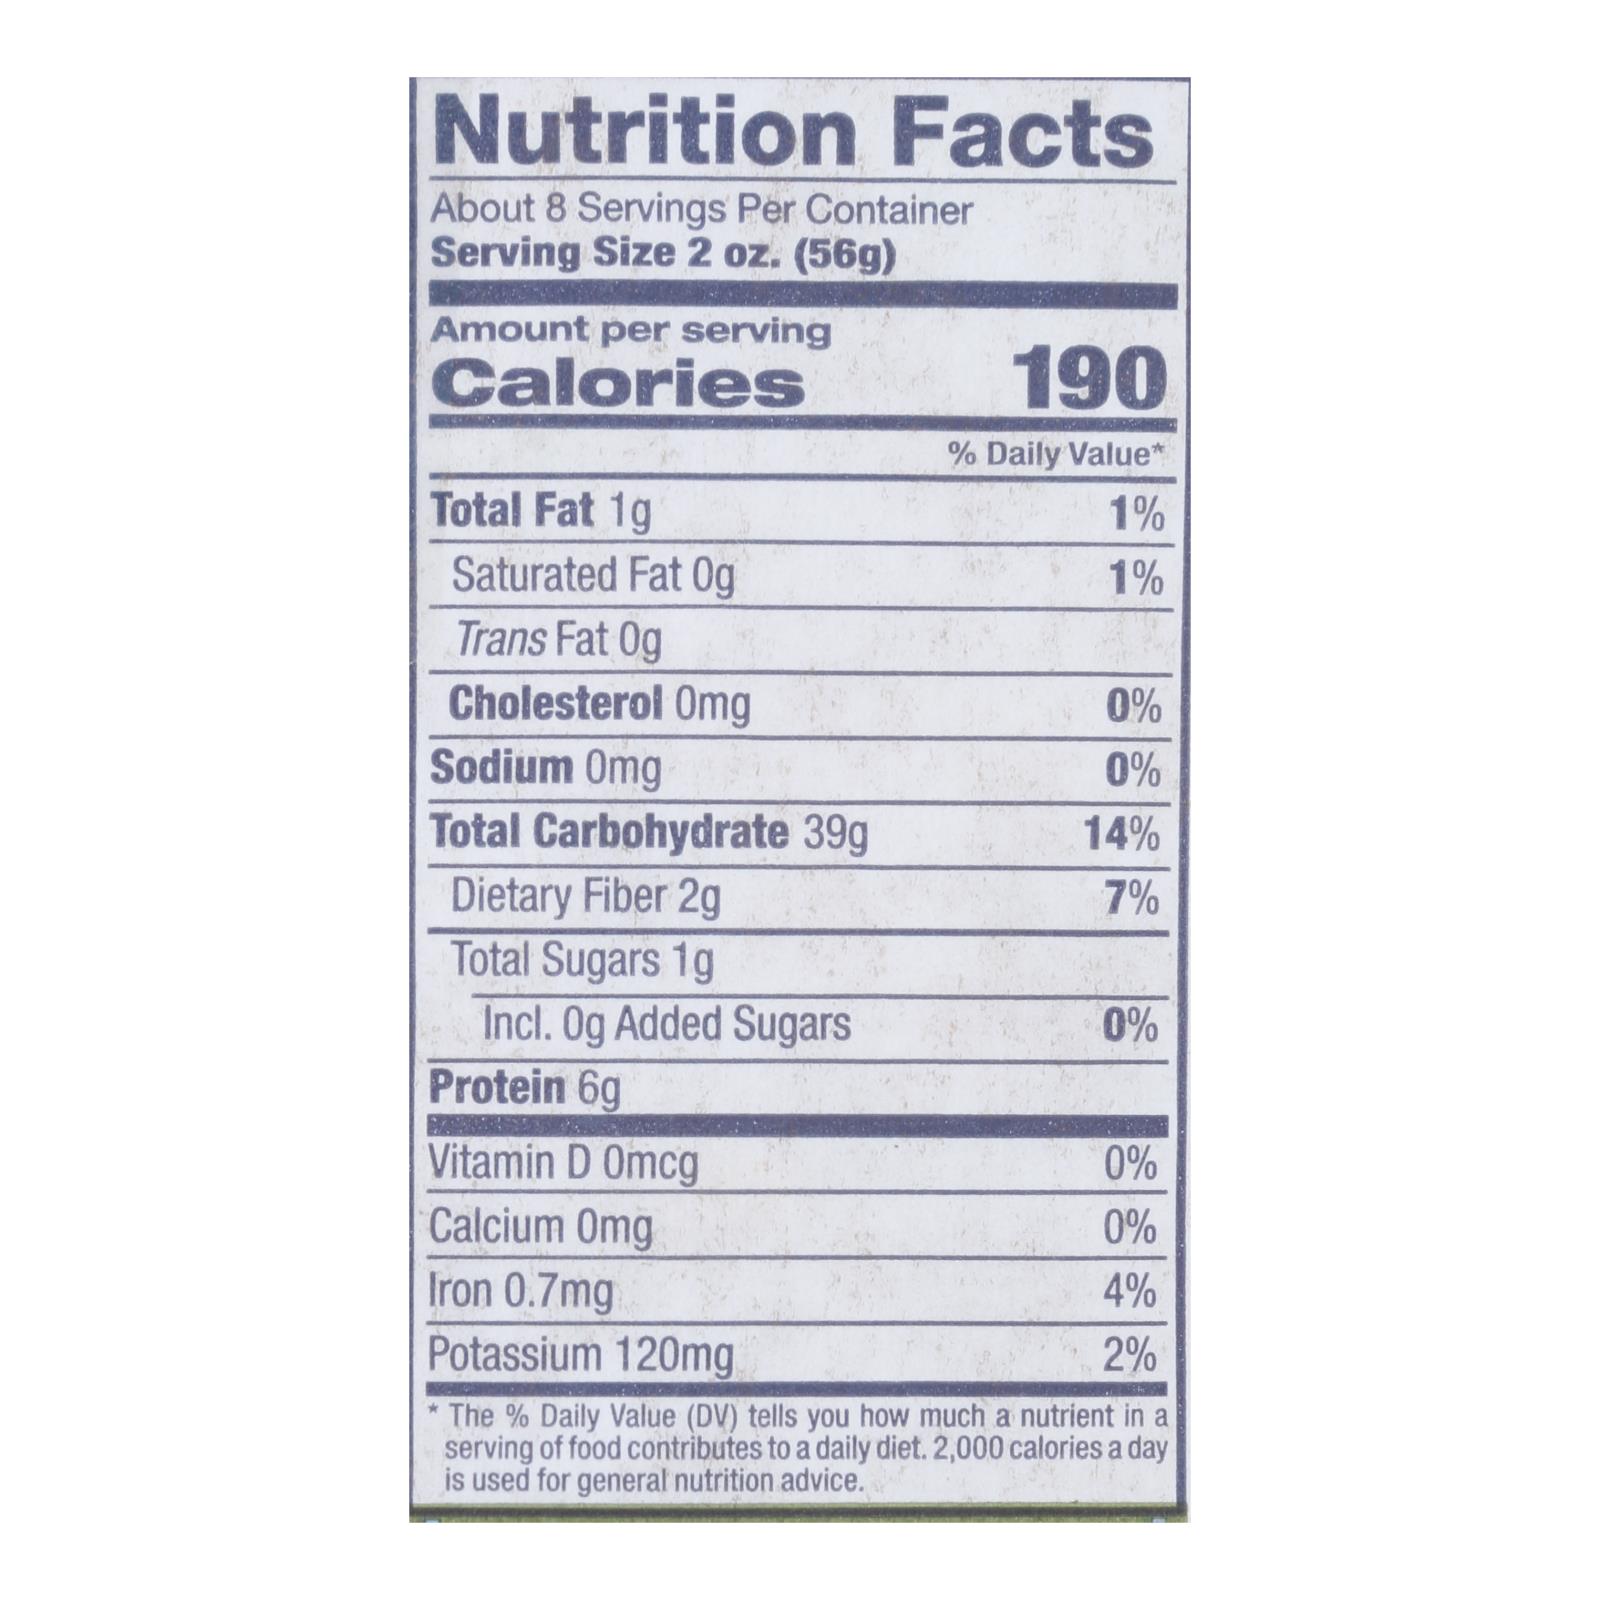 Nutrition Facts
About 8 Servings Per Container
Serving Size 2 oz. (56g)
Amount per serving
Calories 190
% Daily Value*
Total Fat 1g 1%
Saturated Fat 0g 1%
Trans Fat 0g
Cholesterol 0mg 0%
Sodium 0mg 0%
Total Carbohydrate 39g 14%
Dietary Fiber 2g 7%
Total Sugars 1g
Incl. 0g Added Sugars 0%
Protein 6g
Vitamin D 0mcg 0%
Calcium 0mg 0%
Iron 0.7mg 4%
Potassium 120mg 2%
* The % Daily Value (DV) tells you how much a nutrient in a
serving of food contributes to a daily diet. 2,000 calories a day
is used for general nutrition advice.